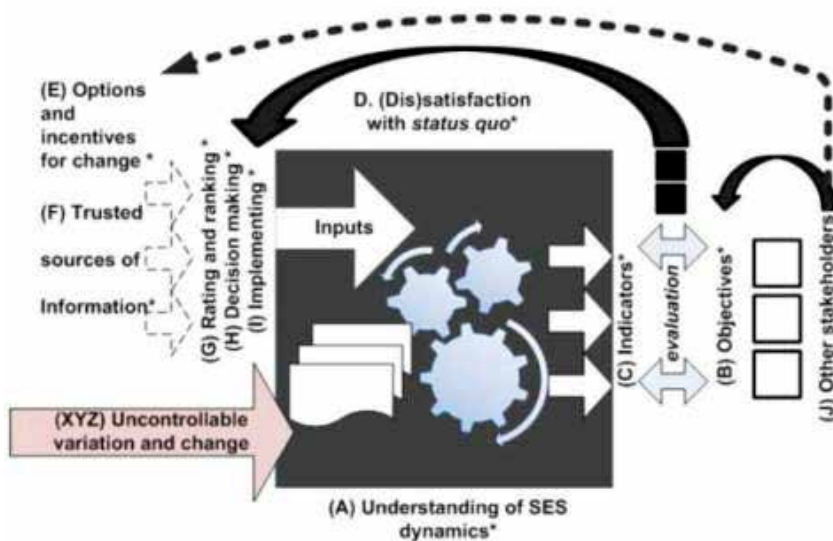 (E) Options
and
incentives
for change *
(F) Trusted
sources of
Information*
D. (Dis)satisfaction
with status quo*
(G) Rating and ranking*
(H) Decision making*
(I) Implementing*
Inputs
(C) Indicators*
evaluation
(B) Objectives*
(J) Other stakeholders
(XYZ) Uncontrollable
variation and change
(A) Understanding of SES
dynamics*